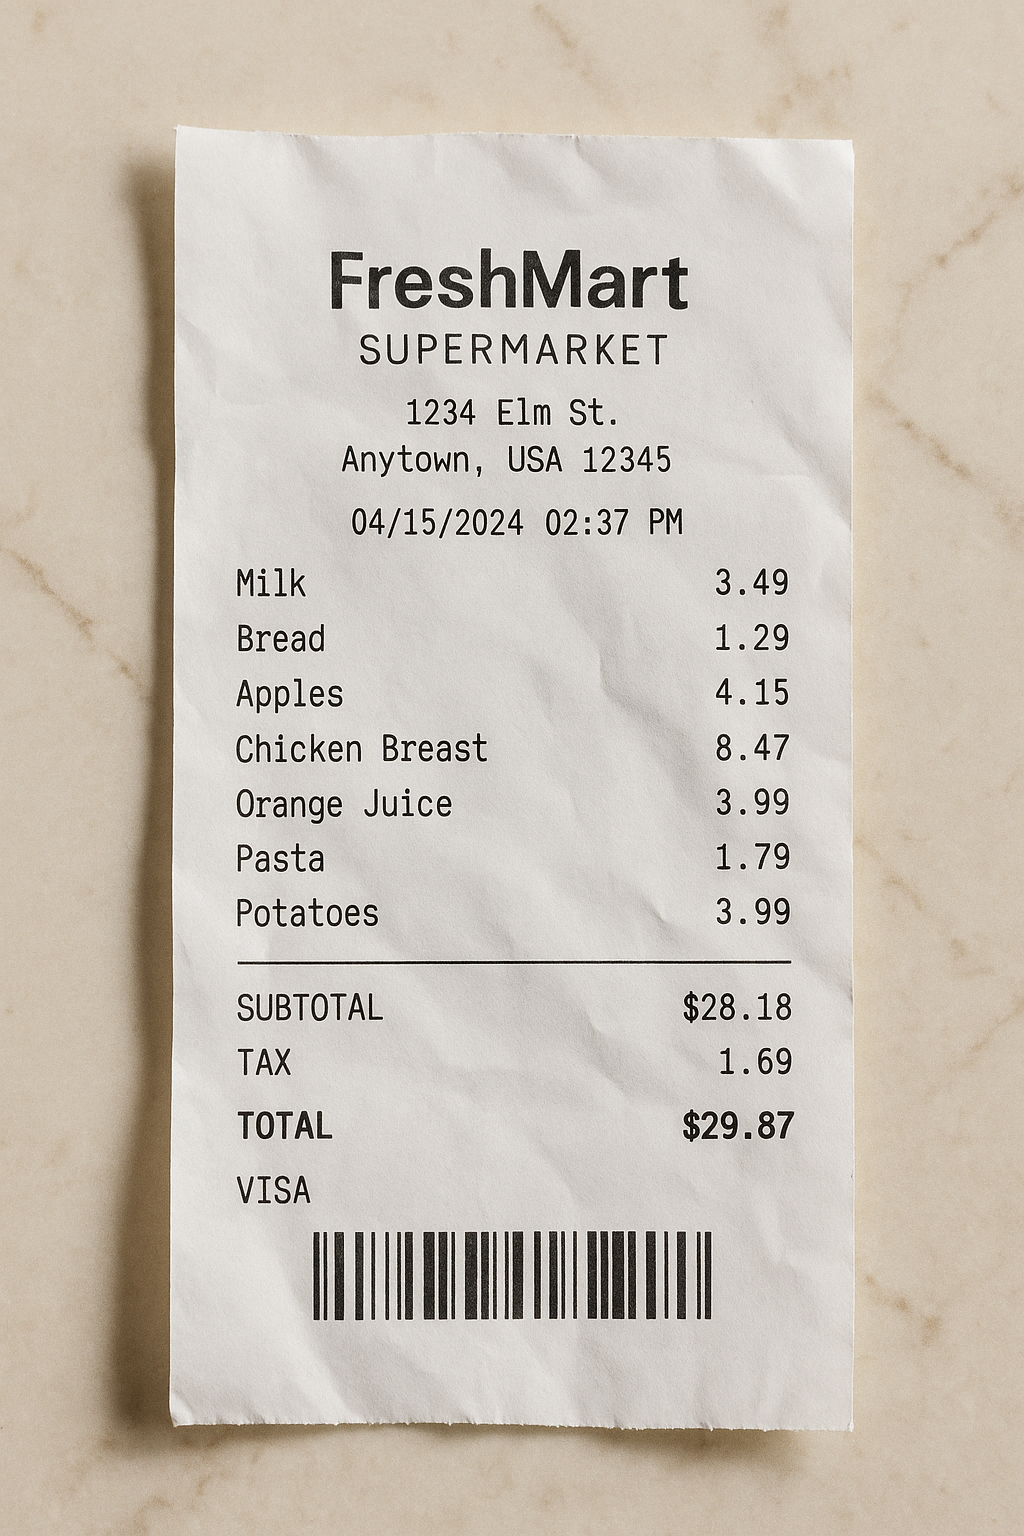 FreshMart
SUPERMARKET
1234 Elm St.
Anytown, USA 12345
04/15/2024 02:37 PM
Milk 3.49
Bread 1.29
Apples 4.15
Chicken Breast 8.47
Orange Juice 3.99
Pasta 1.79
Potatoes 3.99
SUBTOTAL $28.18
TAX 1.69
TOTAL $29.87
VISA